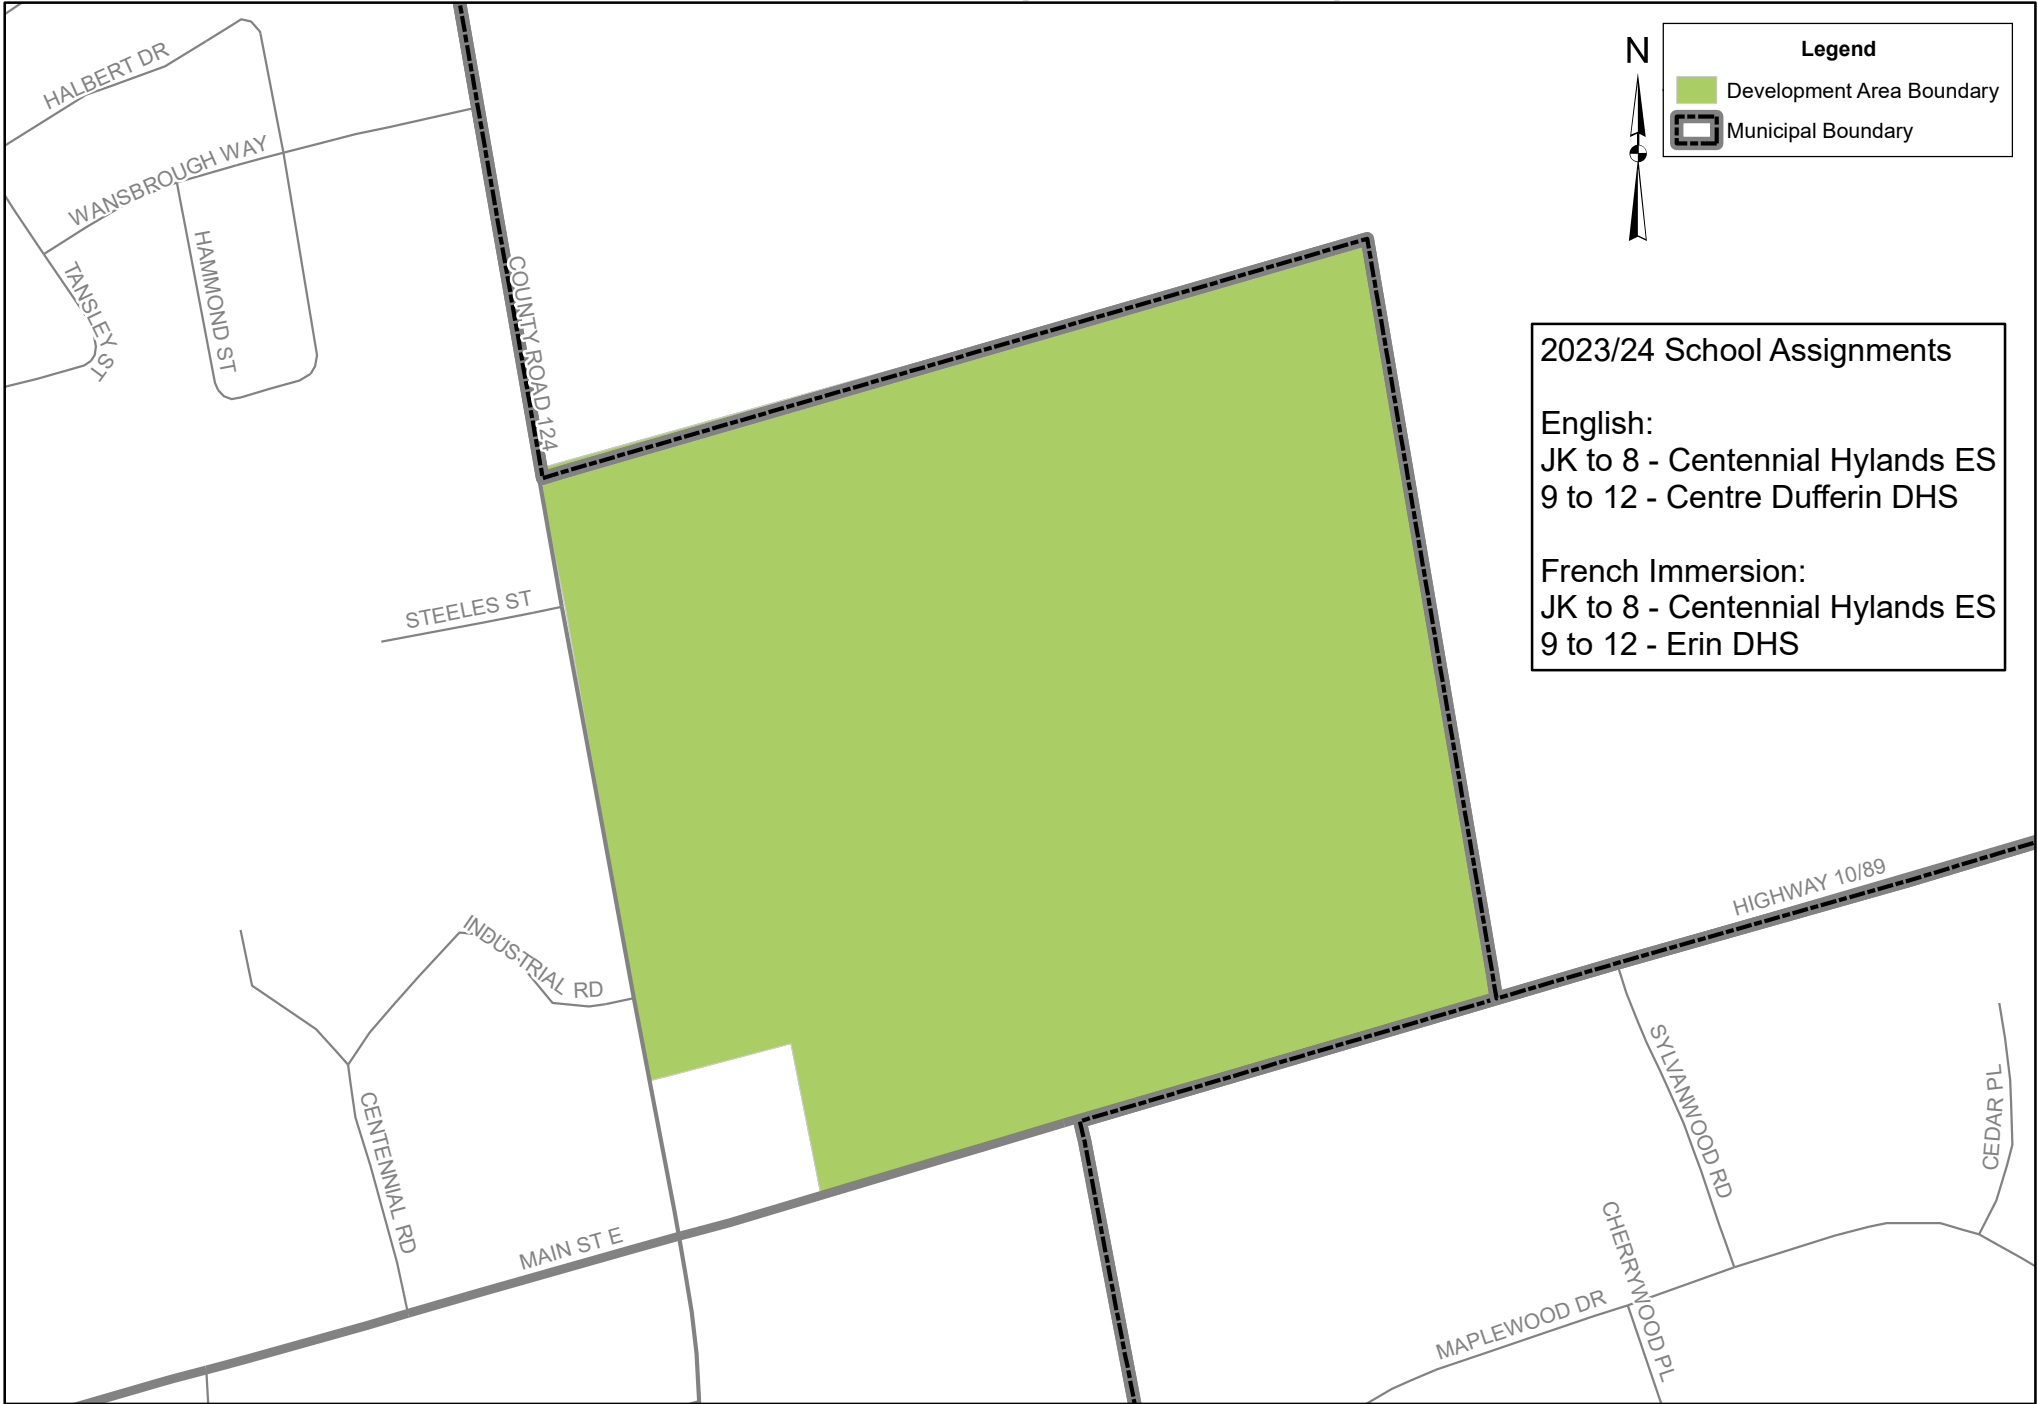 HALBERT DR
WANSBROUGH WAY
TANSLEY ST
HAMMOND ST
COUNTY ROAD 124
N
Legend
Development Area Boundary
Municipal Boundary
2023/24 School Assignments
English:
JK to 8 - Centennial Hylands ES
9 to 12 - Centre Dufferin DHS
French Immersion:
JK to 8 - Centennial Hylands ES
9 to 12 - Erin DHS
STEELES ST
HIGHWAY 10/89
INDUSTRIAL RD
CENTENNIAL RD
MAIN ST E
SYLVANWOOD RD
CEDAR PL
CHERRYWOOD PL
MAPLEWOOD DR